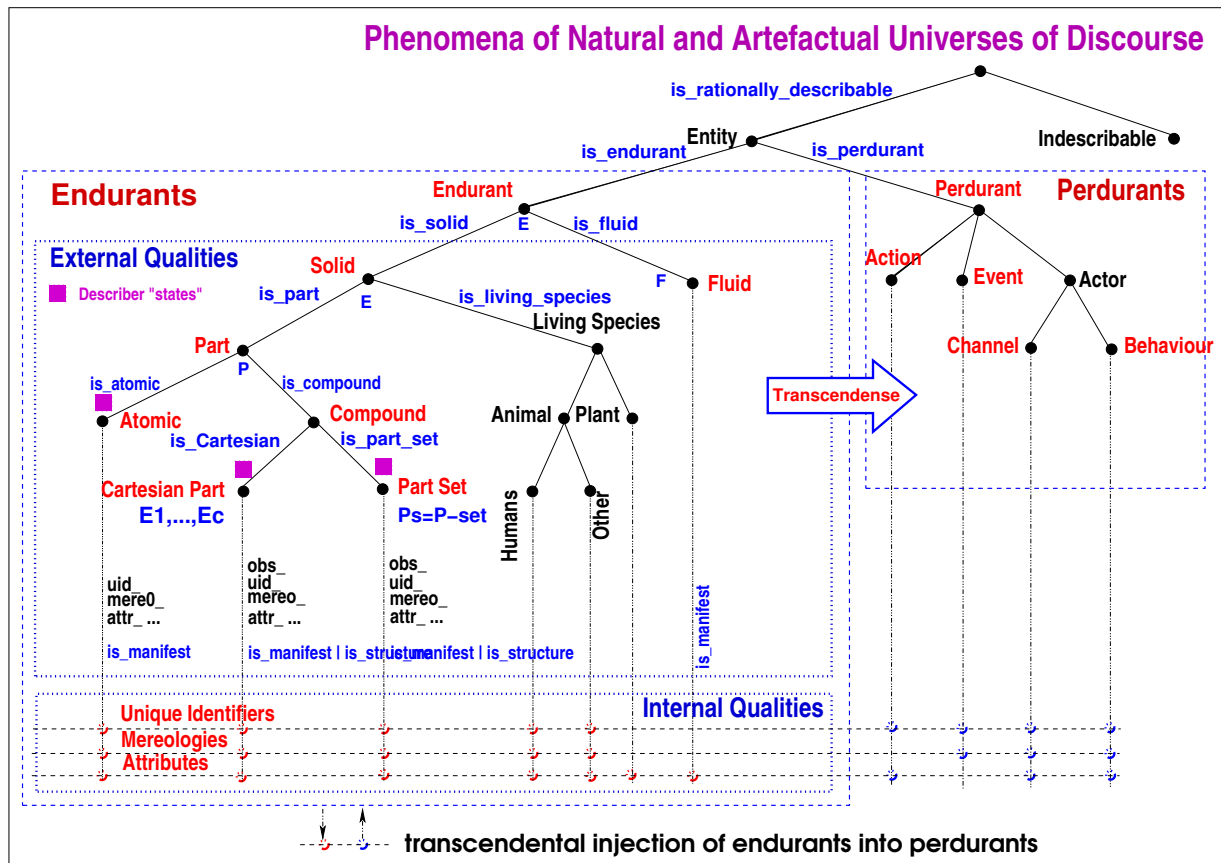 Phenomena of Natural and Artefactual Universes of Discourse
is_rationally_describable
Entity
Indescribable
is_endurant
is_perdurant
Endurants
Endurant
Perdurant
Perdurants
E
is_solid
is_fluid
External Qualities
Solid
Action
Event
Actor
F
Fluid
Describer "states"
is_part
E
is_living_species
Living Species
Part
Channel
Behaviour
P
is_atomic
is_compound
Transcendense
Atomic
Compound
Animal
Plant
is_Cartesian
is_part_set
Cartesian Part
Part Set
E1,...,Ec
Ps=P-set
Humans
Other
uid_
mere0_
attr_ ...
obs_
uid_
mereo_
attr_ ...
obs_
uid_
mereo_
attr_ ...
is_manifest
is_manifest
is_manifest | is_structure
is_manifest | is_structure
Unique Identifiers
Internal Qualities
Mereologies
Attributes
transcendental injection of endurants into perdurants